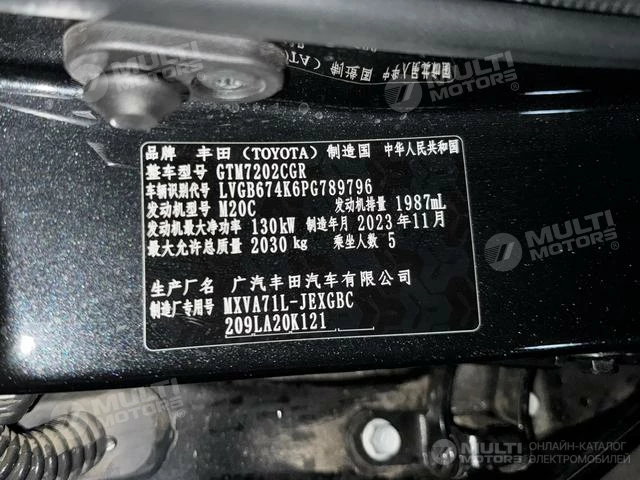 MULTI
MOTORS®
品牌 丰田（TOYOTA）制造国 中华人民共和国
整车型号 GTM7202CGR
车辆识别代号 LVGB674K6PG789796
发动机型号 M20C 发动机排量 1987mL
发动机最大净功率 130kW 制造年月 2023年11月
最大允许总质量 2030 kg 乘坐人数 5
生产厂名 广汽丰田汽车有限公司
制造厂专用号 MXVA71L-JEXGBC
209LA20K121
MULTI
MOTORS®
MULTI
MOTORS®
MULTI
MOTORS
ОНЛАЙН-КАТАЛОГ
ЭЛЕКТРОМОБИЛЕЙ